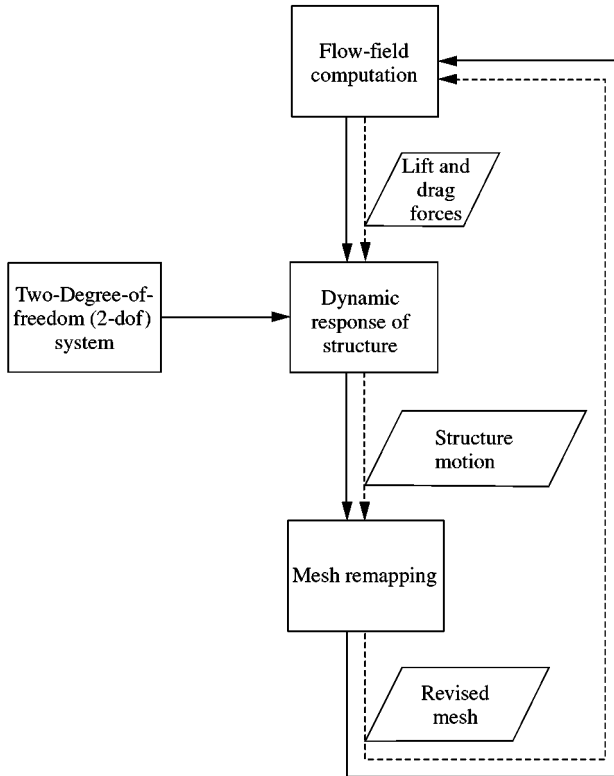 Flow-field
computation
Lift and
drag
forces
Two-Degree-of-
freedom (2-dof)
system
Dynamic
response of
structure
Structure
motion
Mesh remapping
Revised
mesh